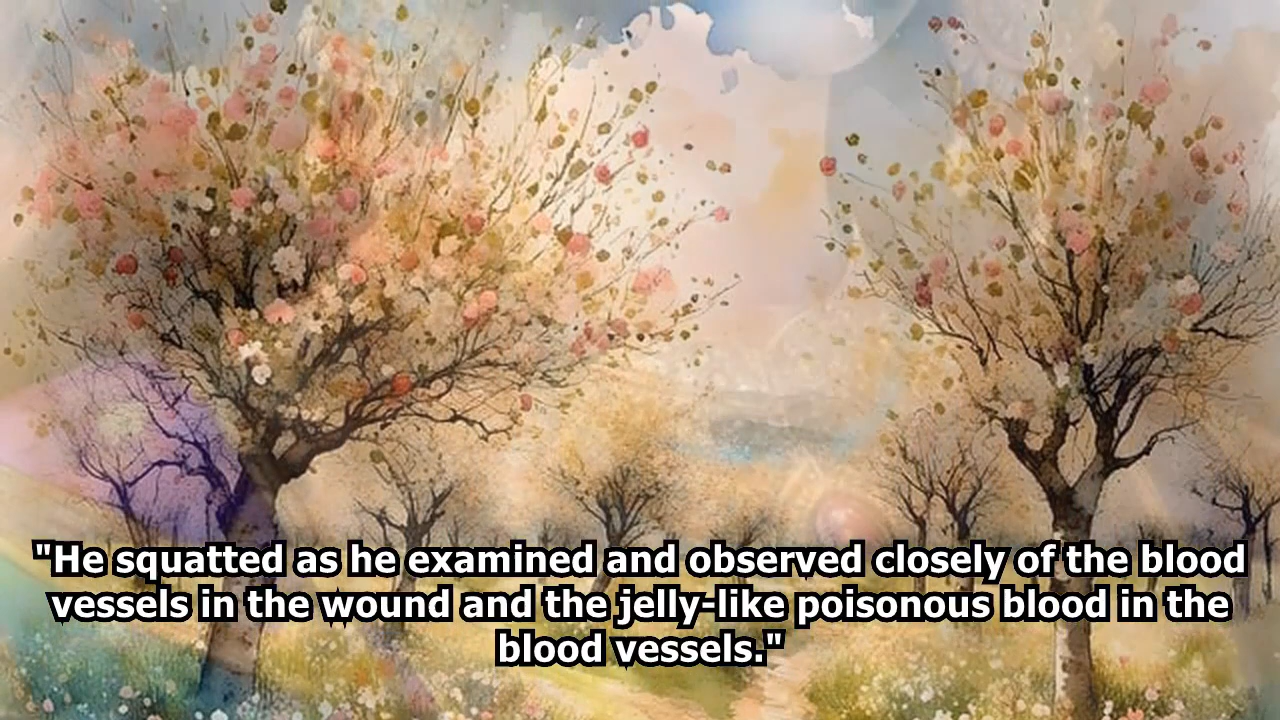 "He squatted as he examined and observed closely of the blood
vessels in the wound and the jelly-like poisonous blood in the
blood vessels."